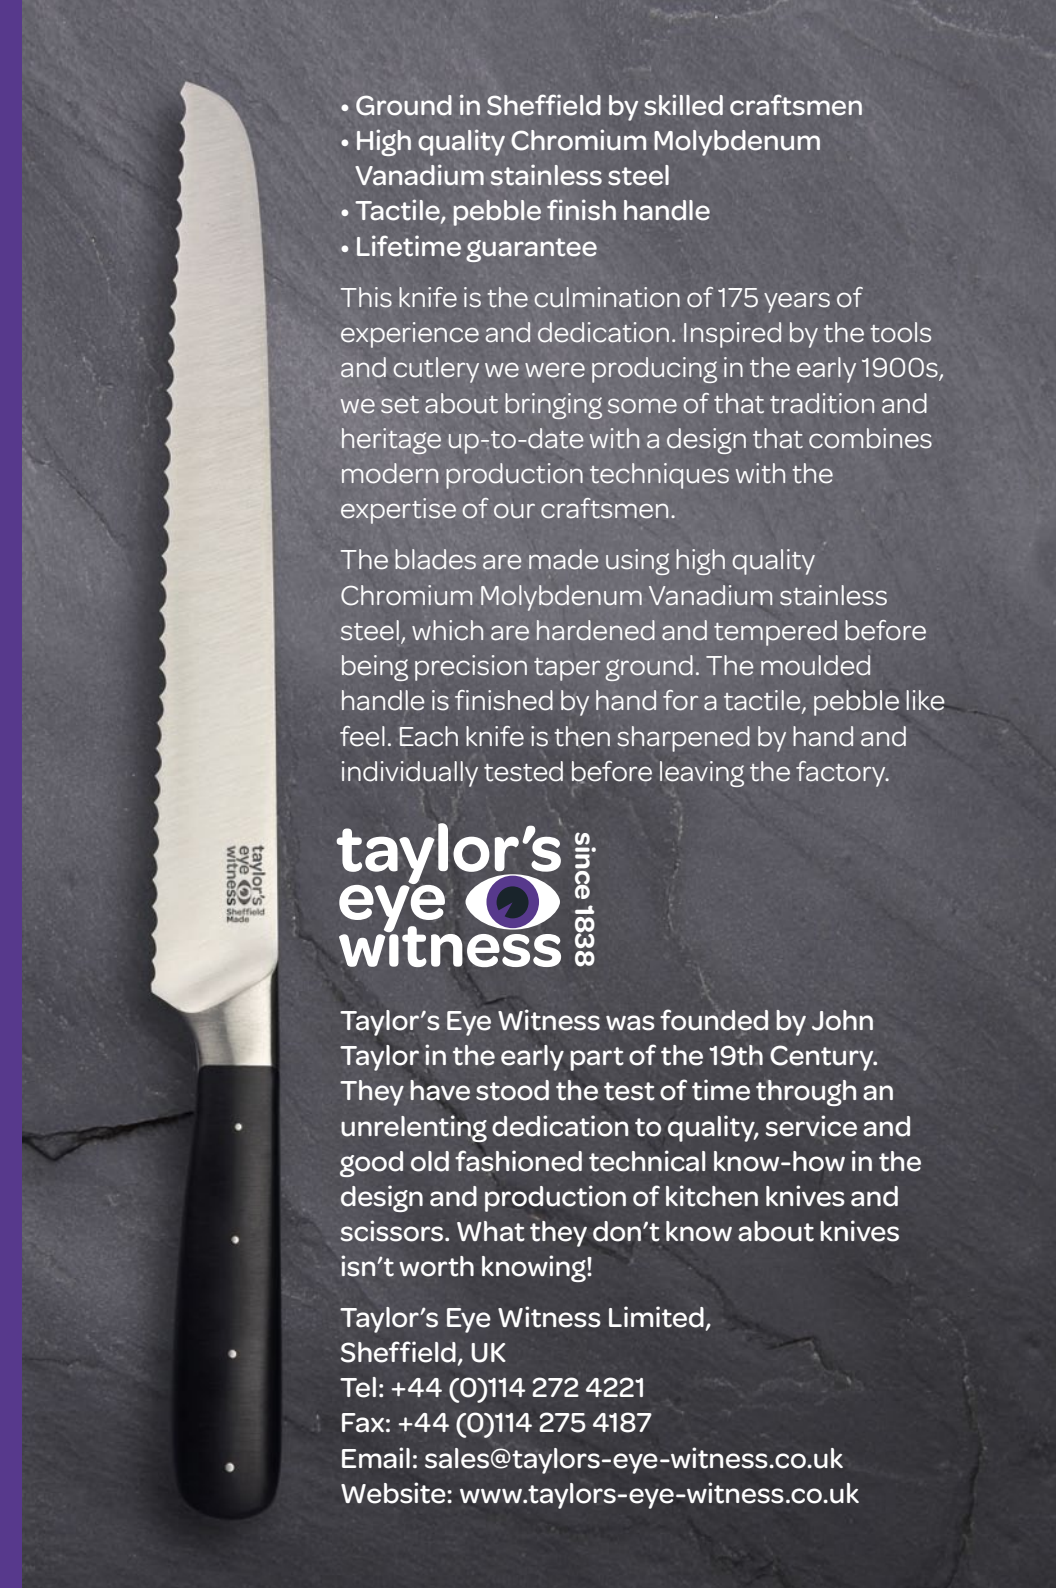 • Ground in Sheffield by skilled craftsmen
• High quality Chromium Molybdenum
Vanadium stainless steel
• Tactile, pebble finish handle
• Lifetime guarantee
This knife is the culmination of 175 years of
experience and dedication. Inspired by the tools
and cutlery we were producing in the early 1900s,
we set about bringing some of that tradition and
heritage up-to-date with a design that combines
modern production techniques with the
expertise of our craftsmen.
The blades are made using high quality
Chromium Molybdenum Vanadium stainless
steel, which are hardened and tempered before
being precision taper ground. The moulded
handle is finished by hand for a tactile, pebble like
feel. Each knife is then sharpened by hand and
individually tested before leaving the factory.
taylor's
eye
witness
Sheffield
Made
taylor's
eye
witness
since 1838
Taylor's Eye Witness was founded by John
Taylor in the early part of the 19th Century.
They have stood the test of time through an
unrelenting dedication to quality, service and
good old fashioned technical know-how in the
design and production of kitchen knives and
scissors. What they don't know about knives
isn't worth knowing!
Taylor's Eye Witness Limited,
Sheffield, UK
Tel: +44 (0)114 272 4221
Fax: +44 (0)114 275 4187
Email: sales@taylors-eye-witness.co.uk
Website: www.taylors-eye-witness.co.uk